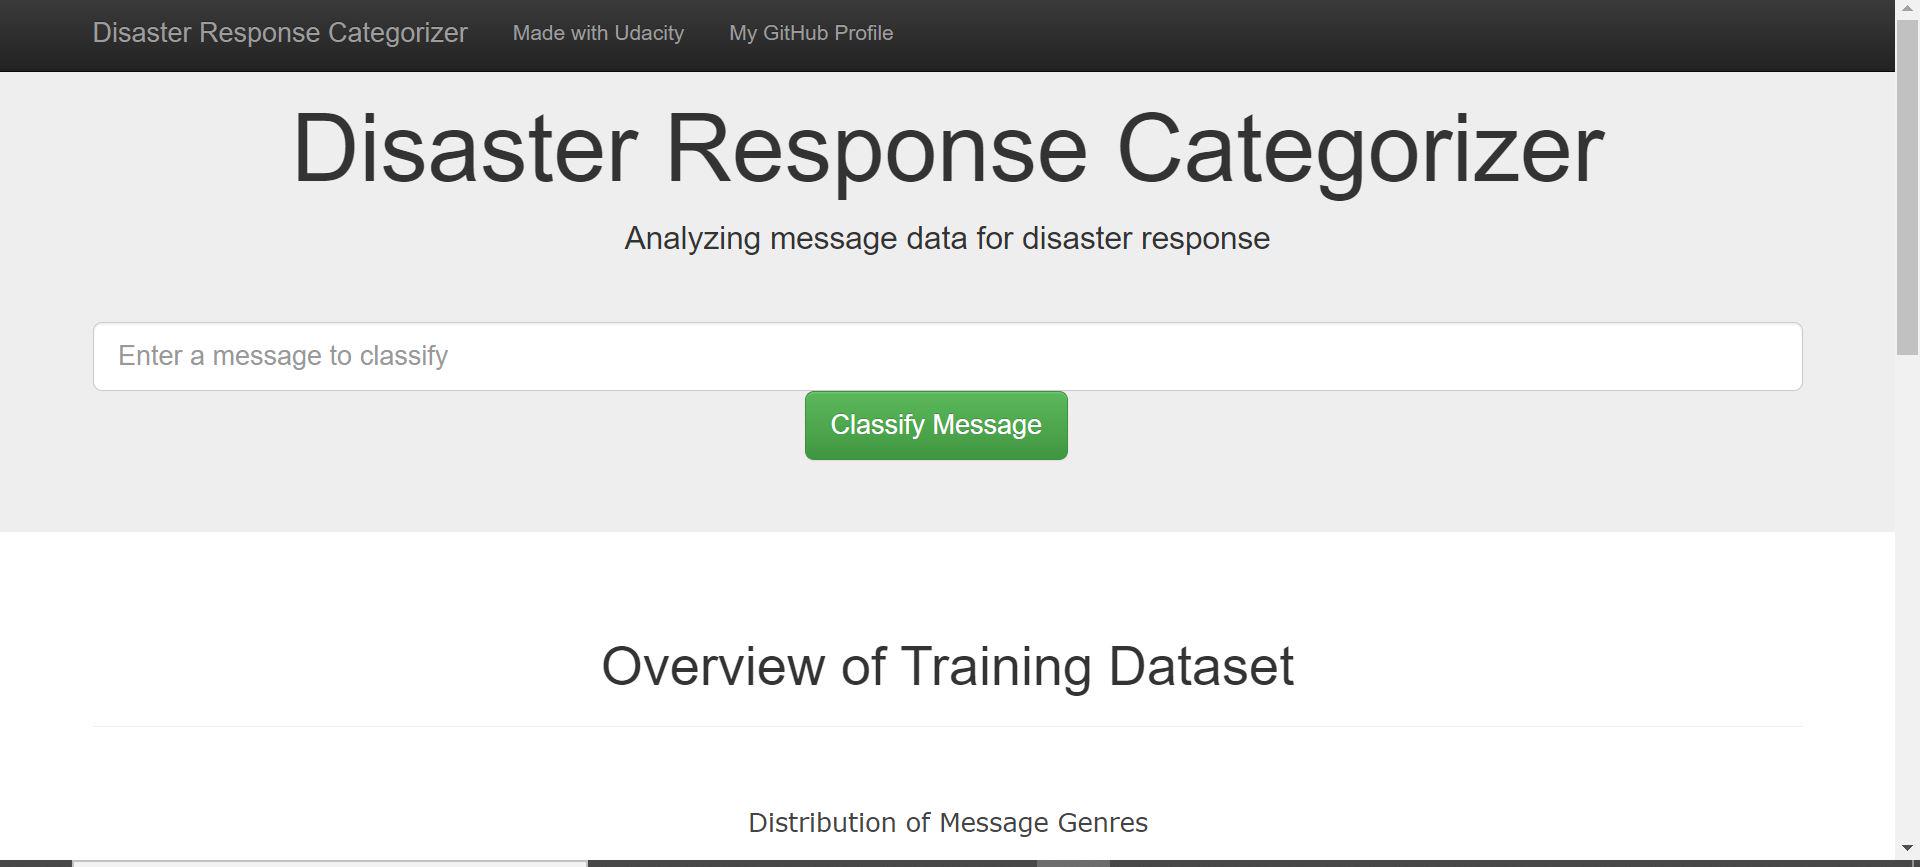 Disaster Response Categorizer Made with Udacity My GitHub Profile
Disaster Response Categorizer
Analyzing message data for disaster response
Enter a message to classify
Classify Message
Overview of Training Dataset
Distribution of Message Genres